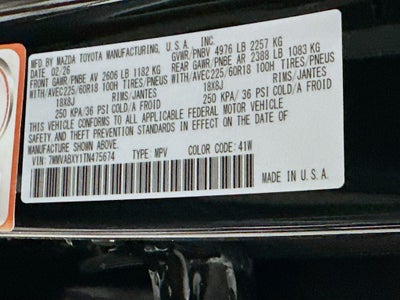 MFD BY MAZDA TOYOTA MANUFACTURING, U.S.A., INC.
DATE: 02/26 GVWR/PNBV 4976 LB 2257 KG
FRONT GAWR/PNBE AV 2606 LB 1182 KG REAR GAWR/PNBE AR 2388 LB 1083 KG
WITH/AVEC225/60R18 100H TIRES/PNEUS WITH/AVEC225/60R18 100H TIRES/PNEUS
18X8J RIMS/JANTES 18X8J RIMS/JANTES
250 KPA/36 PSI COLD/A FROID 250 KPA/36 PSI COLD/A FROID
THIS VEHICLE CONFORMS TO ALL APPLICABLE FEDERAL MOTOR VEHICLE
SAFETY, AND THEFT PREVENTION STANDARDS IN EFFECT ON THE DATE OF
MANUFACTURE SHOWN ABOVE.
VIN: 7MMVABXY1TN475674 TYPE: MPV COLOR CODE: 41W
MADE IN U.S.A.